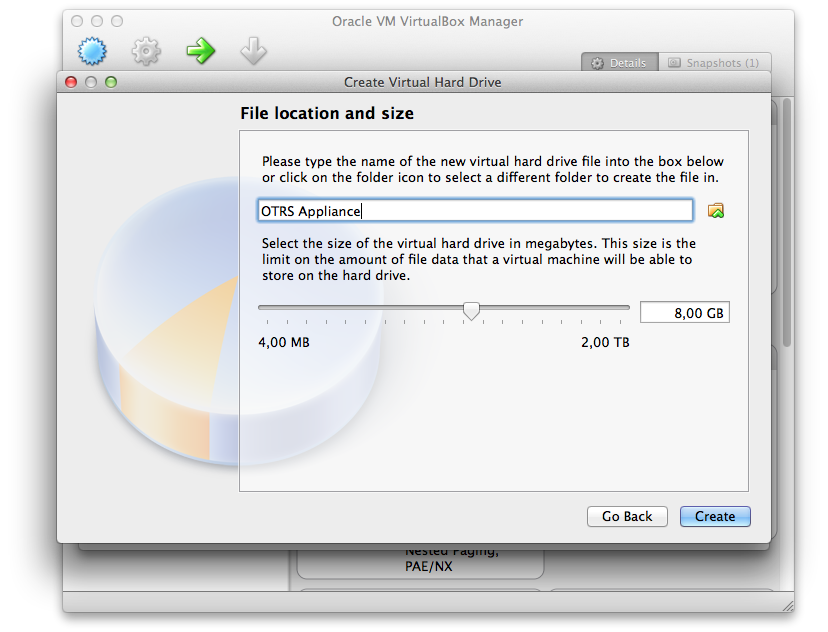 Oracle VM VirtualBox Manager
Details
Snapshots (1)
Create Virtual Hard Drive
File location and size
Please type the name of the new virtual hard drive file into the box below
or click on the folder icon to select a different folder to create the file in.
OTRS Appliance
Select the size of the virtual hard drive in megabytes. This size is the
limit on the amount of file data that a virtual machine will be able to
store on the hard drive.
8,00 GB
4,00 MB
2,00 TB
Go Back
Create
Nested Paging,
PAE/NX